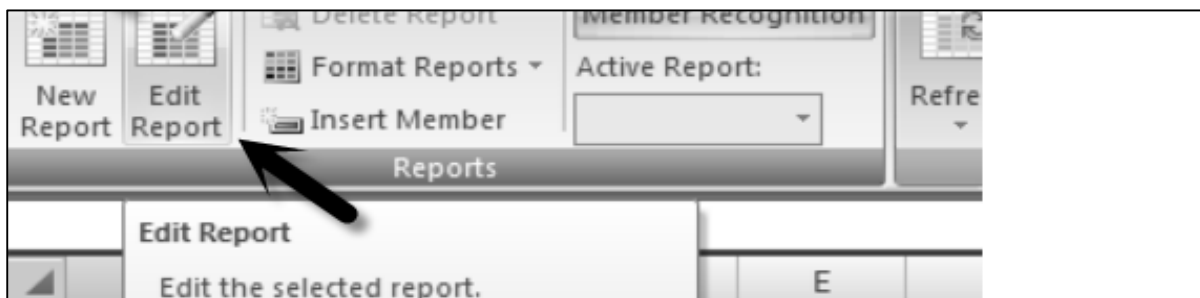 New Report
Edit Report
Delete Report
Format Reports
Insert Member
Member Recognition
Active Report:
Refre
Reports
Edit Report
Edit the selected report.
E